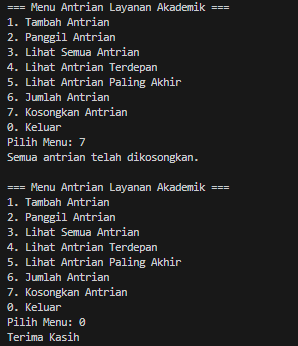 === Menu Antrian Layanan Akademik ===
1. Tambah Antrian
2. Panggil Antrian
3. Lihat Semua Antrian
4. Lihat Antrian Terdepan
5. Lihat Antrian Paling Akhir
6. Jumlah Antrian
7. Kosongkan Antrian
0. Keluar
Pilih Menu: 7
Semua antrian telah dikosongkan.

=== Menu Antrian Layanan Akademik ===
1. Tambah Antrian
2. Panggil Antrian
3. Lihat Semua Antrian
4. Lihat Antrian Terdepan
5. Lihat Antrian Paling Akhir
6. Jumlah Antrian
7. Kosongkan Antrian
0. Keluar
Pilih Menu: 0
Terima Kasih